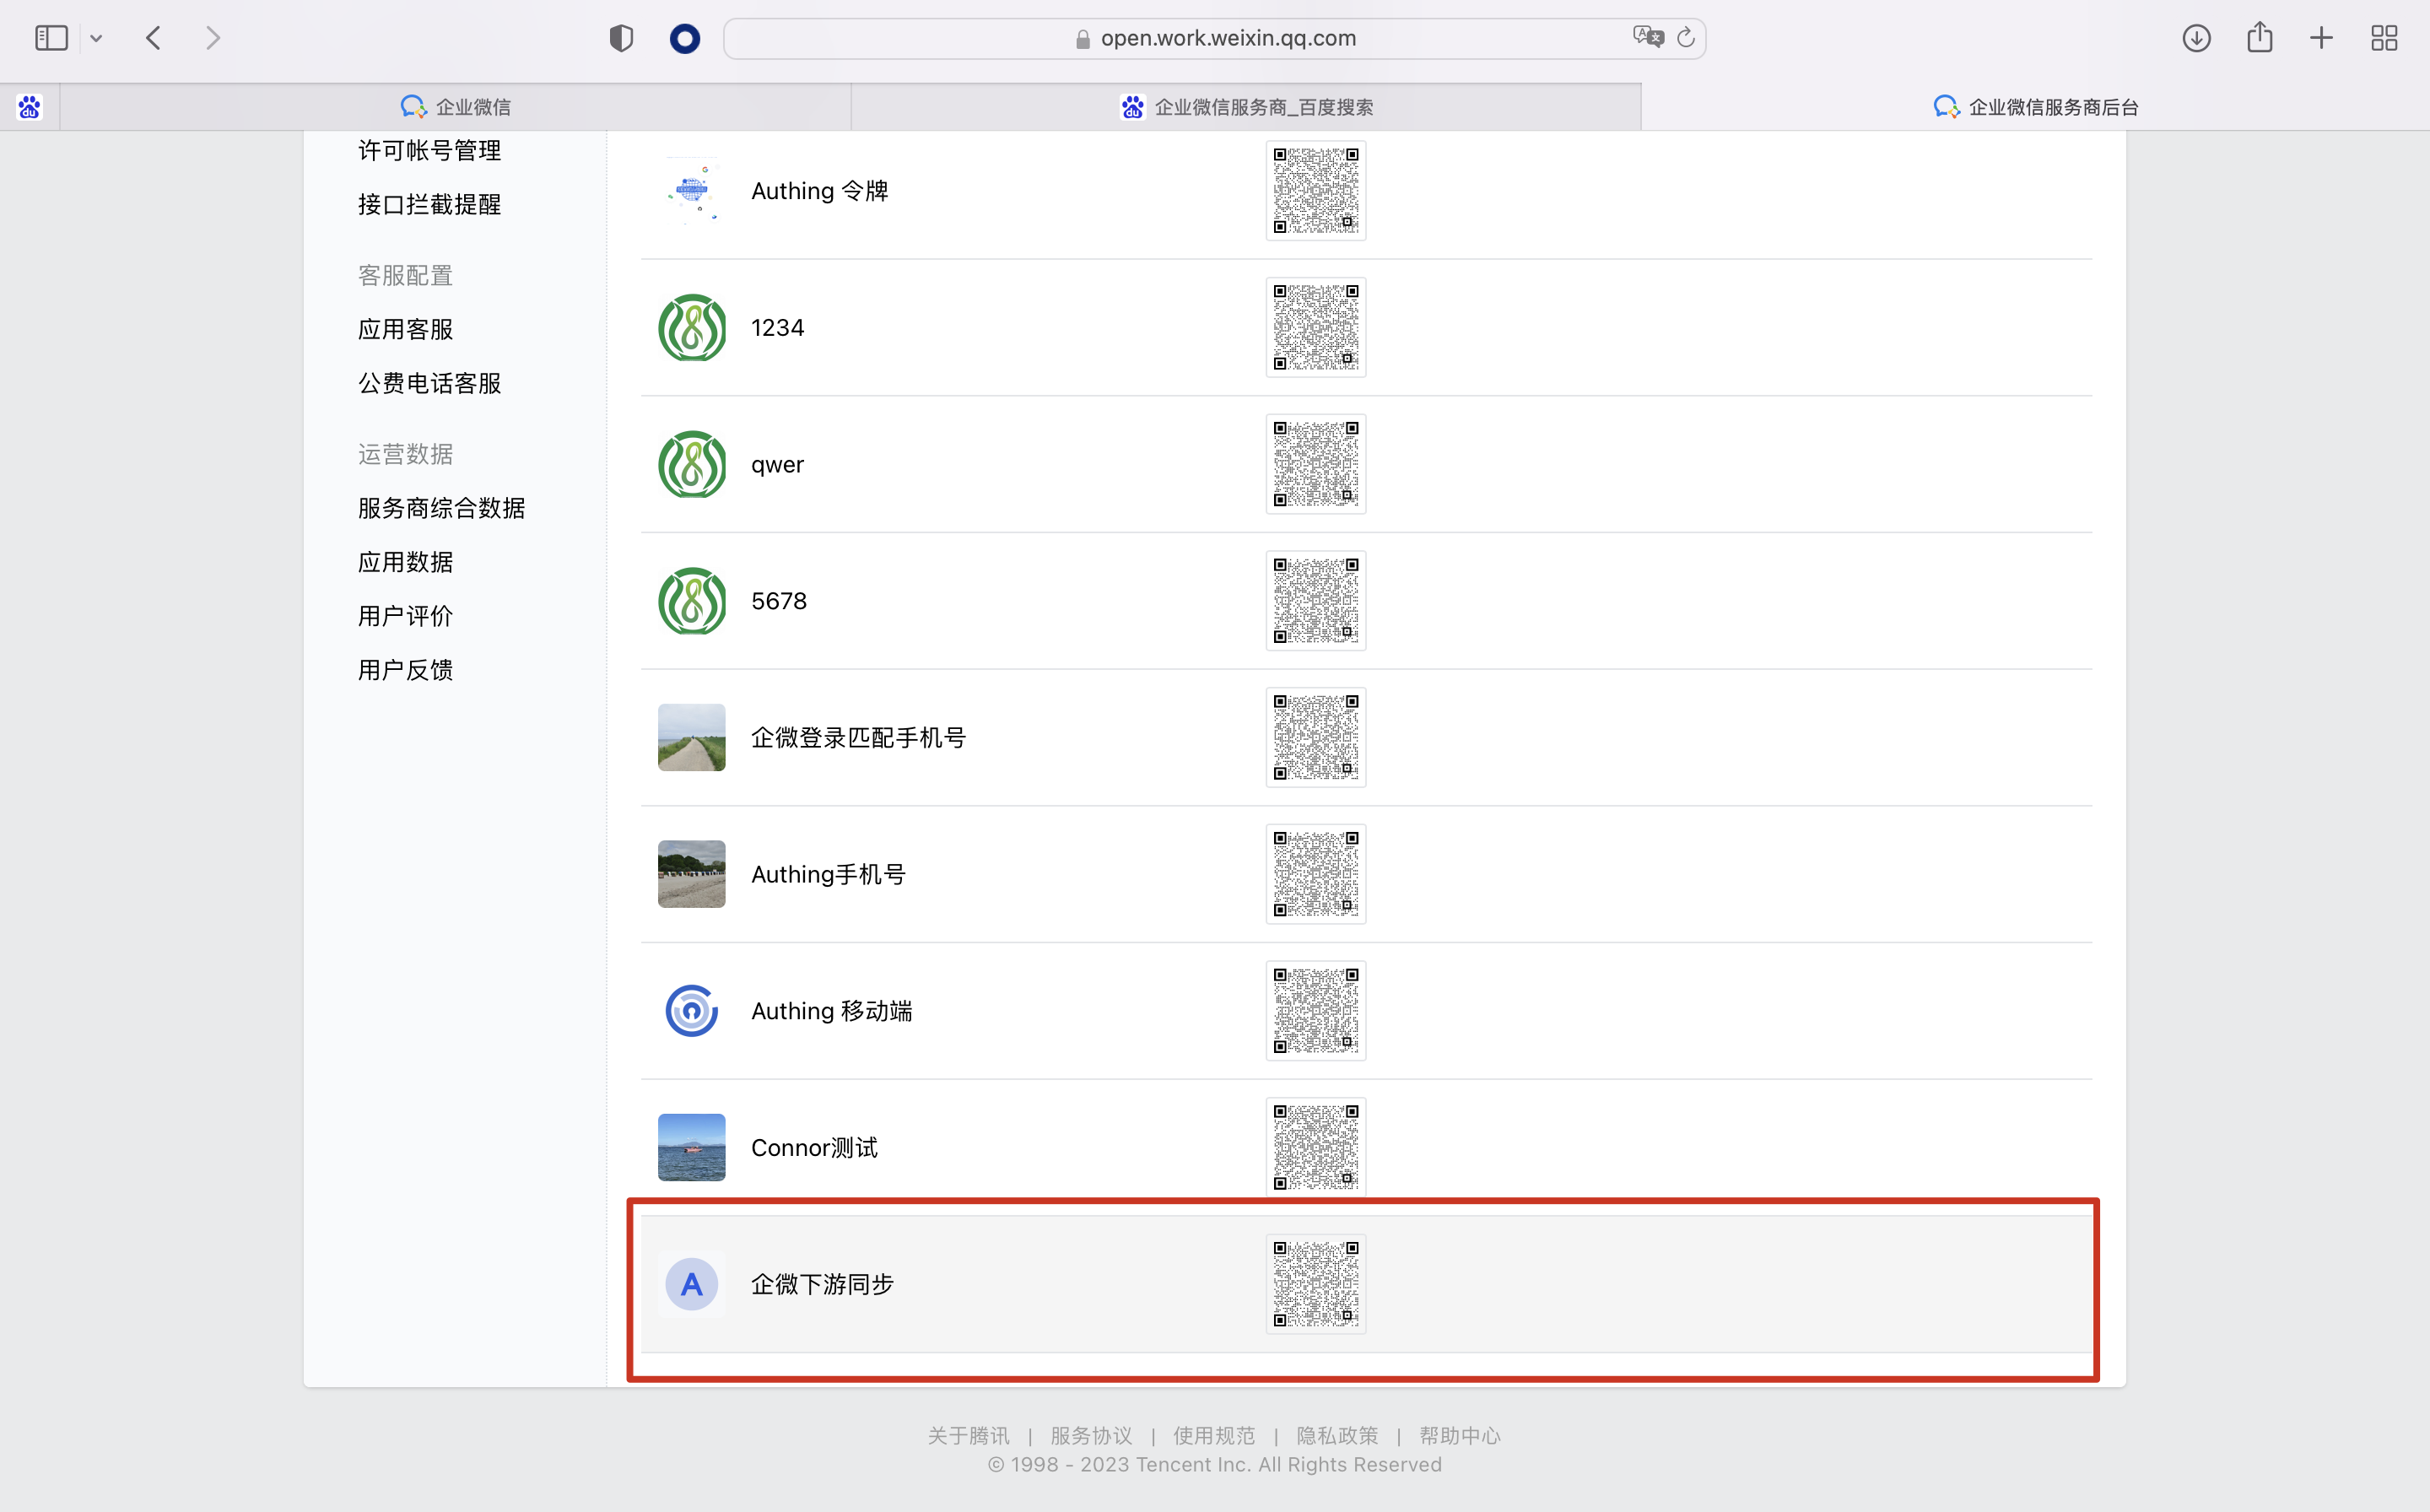 open.work.weixin.qq.com
企业微信
企业微信服务商_百度搜索
企业微信服务商后台
许可帐号管理
接口拦截提醒
客服配置
应用客服
公费电话客服
运营数据
服务商综合数据
应用数据
用户评价
用户反馈
Authing 令牌
1234
qwer
5678
企微登录匹配手机号
Authing手机号
Authing 移动端
Connor测试
A 企微下游同步
关于腾讯 | 服务协议 | 使用规范 | 隐私政策 | 帮助中心
© 1998 - 2023 Tencent Inc. All Rights Reserved